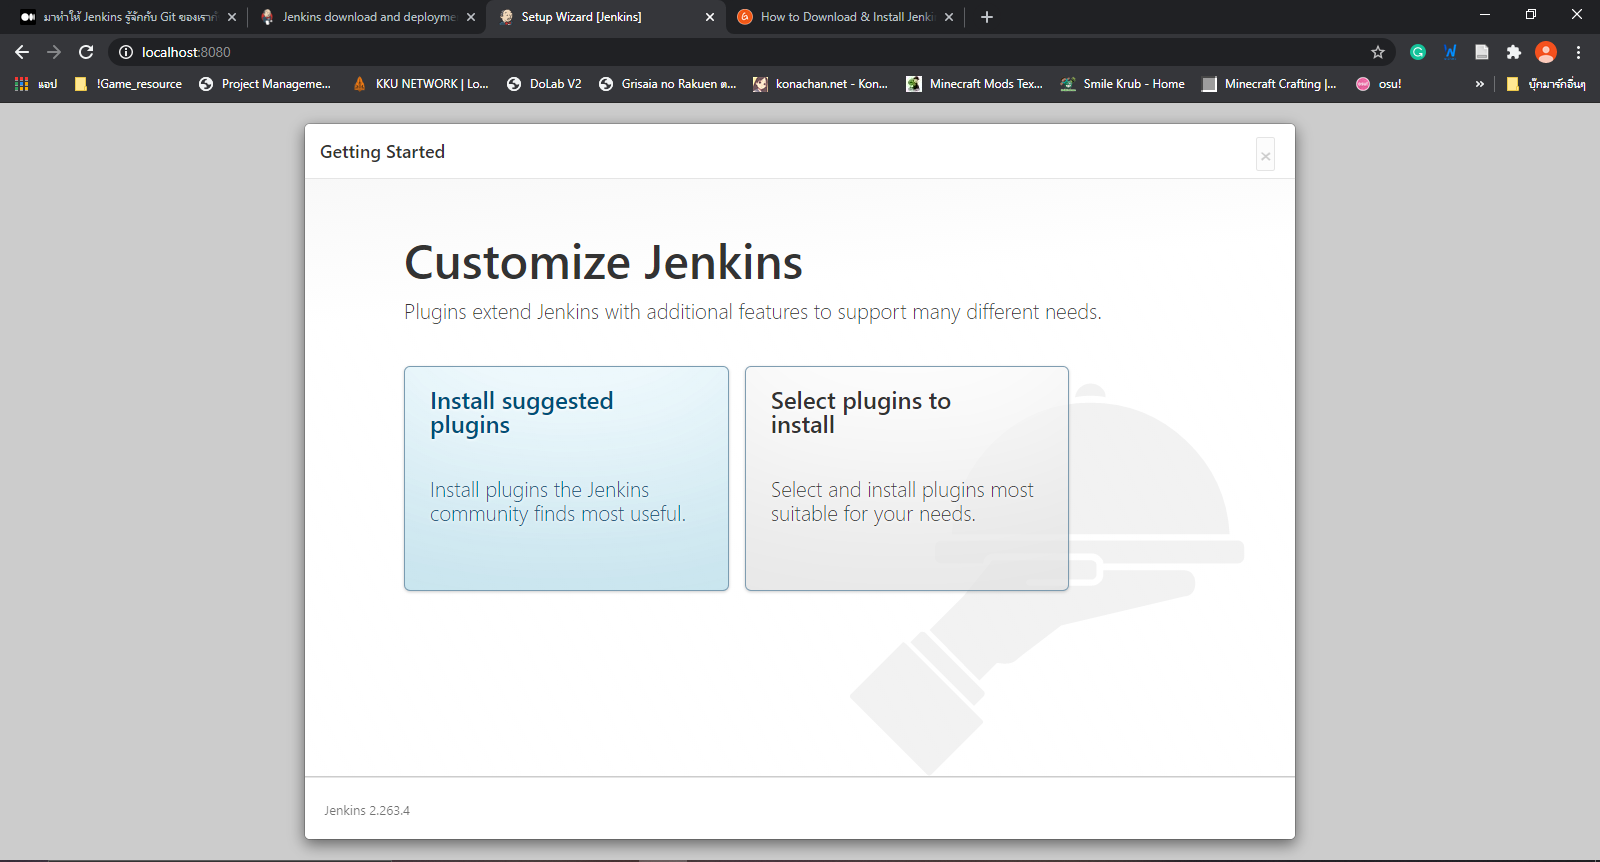 มาทำให้ Jenkins รู้จักกับ Git ของเรากั
Jenkins download and deployme
Setup Wizard [Jenkins]
How to Download & Install Jenki
localhost:8080
แอป
!Game_resource
Project Manageme...
KKU NETWORK | Lo...
DoLab V2
Grisaia no Rakuen ต...
konachan.net - Kon...
Minecraft Mods Tex...
Smile Krub - Home
Minecraft Crafting |...
osu!
»
บุ๊กมาร์กอื่นๆ
Getting Started
Customize Jenkins
Plugins extend Jenkins with additional features to support many different needs.
Install suggested
plugins
Install plugins the Jenkins
community finds most useful.
Select plugins to
install
Select and install plugins most
suitable for your needs.
Jenkins 2.263.4